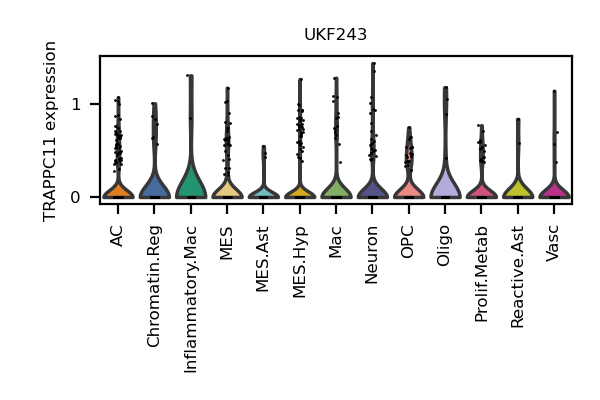 UKF243
TRAPPC11 expression
1
0
AC
Chromatin.Reg
Inflammatory.Mac
MES
MES.Ast
MES.Hyp
Mac
Neuron
OPC
Oligo
Prolif.Metab
Reactive.Ast
Vasc